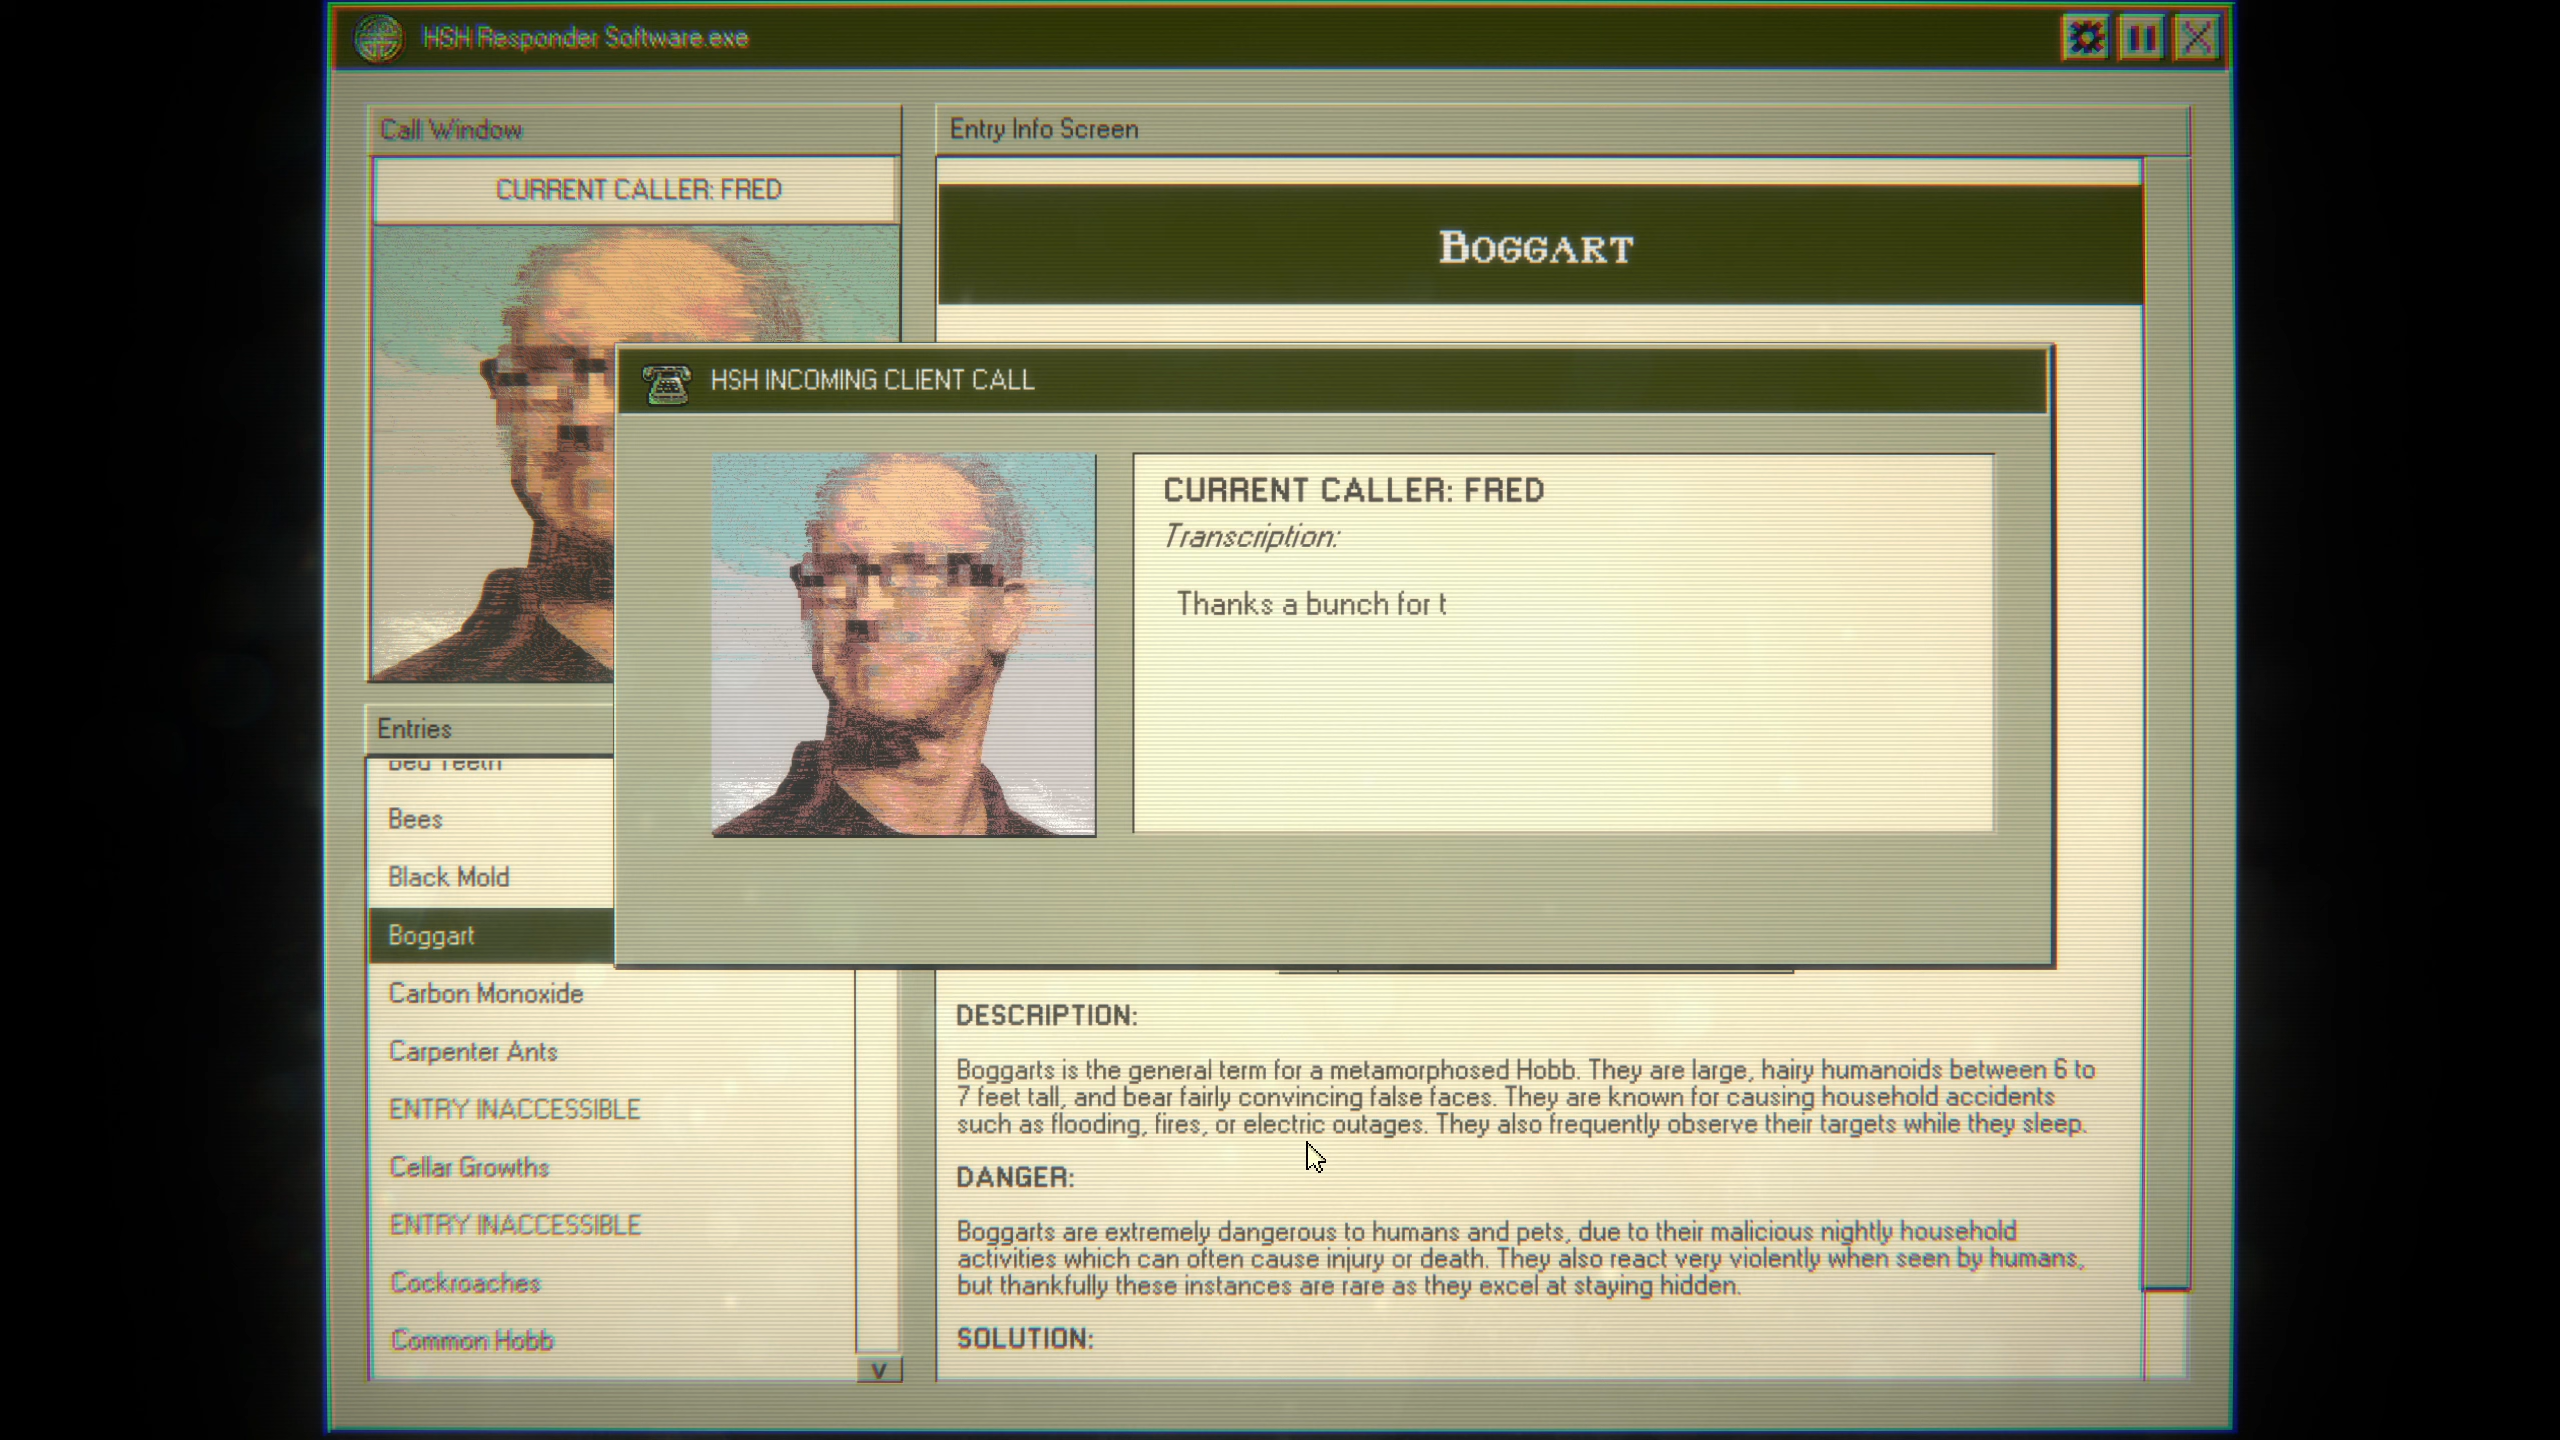 HSH Responder Software.exe
Call Window
CURRENT CALLER: FRED
Entries
Bed Teeth
Bees
Black Mold
Boggart
Carbon Monoxide
Carpenter Ants
ENTRY INACCESSIBLE
Cellar Growths
ENTRY INACCESSIBLE
Cockroaches
Common Hobb
V
Entry Info Screen
BOGGART
HSH INCOMING CLIENT CALL
CURRENT CALLER: FRED
Transcription:
Thanks a bunch for t
DESCRIPTION:
Boggarts is the general term for a metamorphosed Hobb. They are large, hairy humanoids between 6 to
7 feet tall, and bear fairly convincing false faces. They are known for causing household accidents
such as flooding, fires, or electric outages. They also frequently observe their targets while they sleep.
DANGER:
Boggarts are extremely dangerous to humans and pets, due to their malicious nightly household
activities which can often cause injury or death. They also react very violently when seen by humans,
but thankfully these instances are rare as they excel at staying hidden.
SOLUTION: